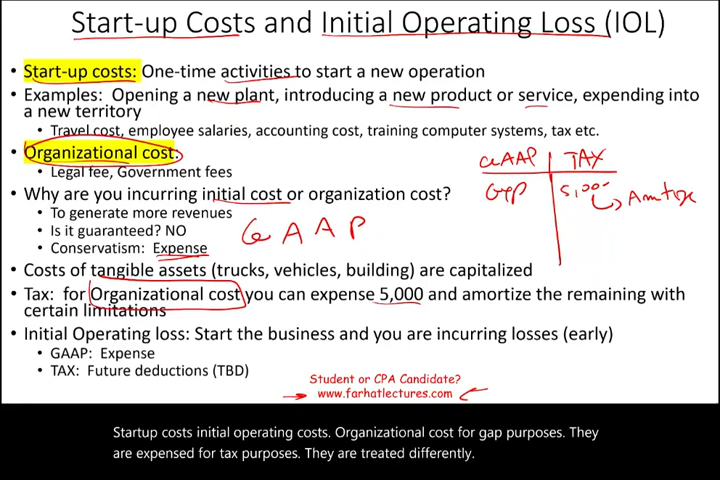 Start-up Costs and Initial Operating Loss (IOL)
• Start-up costs: One-time activities to start a new operation
• Examples: Opening a new plant, introducing a new product or service, expending into
a new territory
• Travel cost, employee salaries, accounting cost, training computer systems, tax etc.
• Organizational cost:
• Legal fee, Government fees
• Why are you incurring initial cost or organization cost?
• To generate more revenues
• Is it guaranteed? NO
• Conservatism: Expense
GAAP
GAAP TAX
Exp 5,000 Amortize
• Costs of tangible assets (trucks, vehicles, building) are capitalized
• Tax: for Organizational cost you can expense 5,000 and amortize the remaining with
certain limitations
• Initial Operating loss: Start the business and you are incurring losses (early)
• GAAP: Expense
• TAX: Future deductions (TBD)
Student or CPA Candidate?
www.farhatlectures.com
Startup costs initial operating costs. Organizational cost for gap purposes. They
are expensed for tax purposes. They are treated differently.